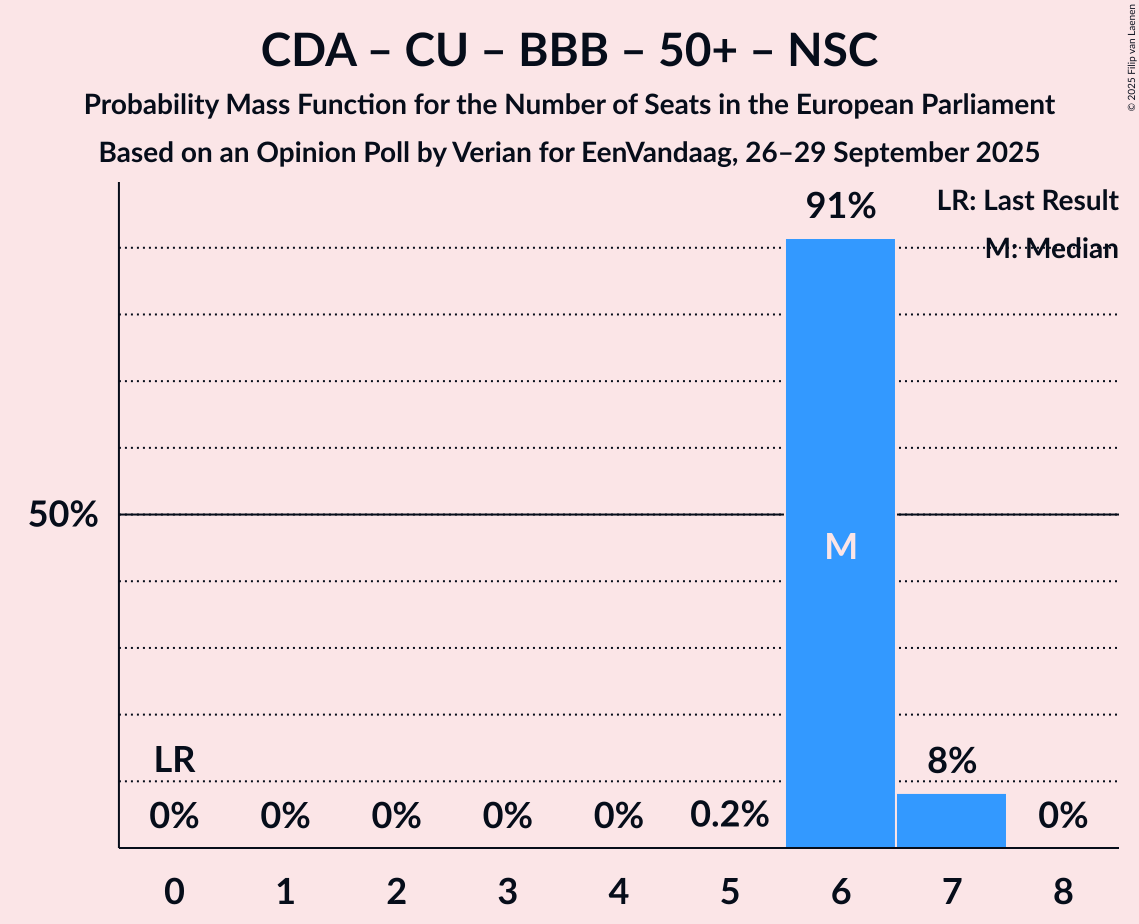 CDA – CU – BBB – 50+ – NSC
Probability Mass Function for the Number of Seats in the European Parliament
Based on an Opinion Poll by Verian for EenVandaag, 26–29 September 2025
© 2025 Filip van Laenen
LR: Last Result
M: Median
91%
50%
M
LR
8%
0% 0% 0% 0% 0% 0.2% 0%
0 1 2 3 4 5 6 7 8